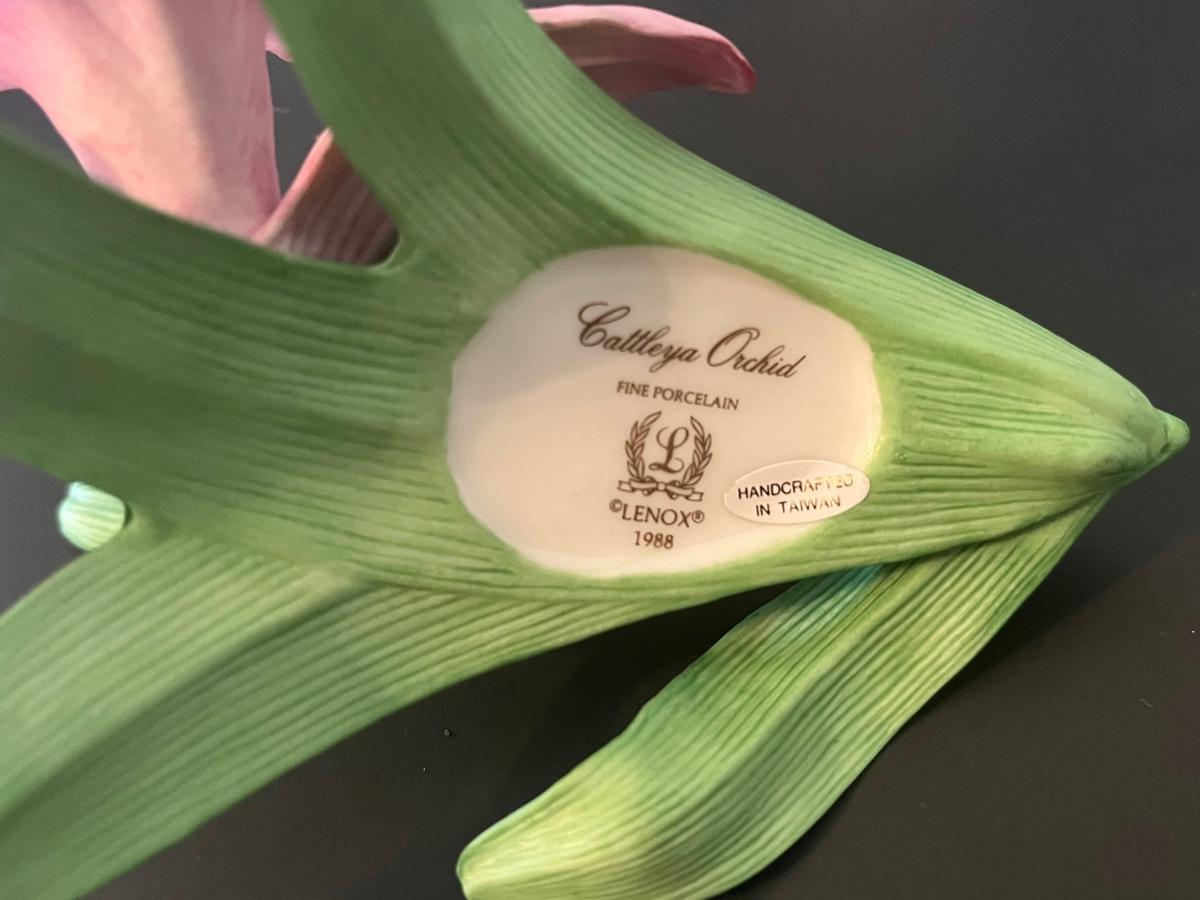 Cattleya Orchid
FINE PORCELAIN
L
©LENOX®
1988
HANDCRAFTED
IN TAIWAN